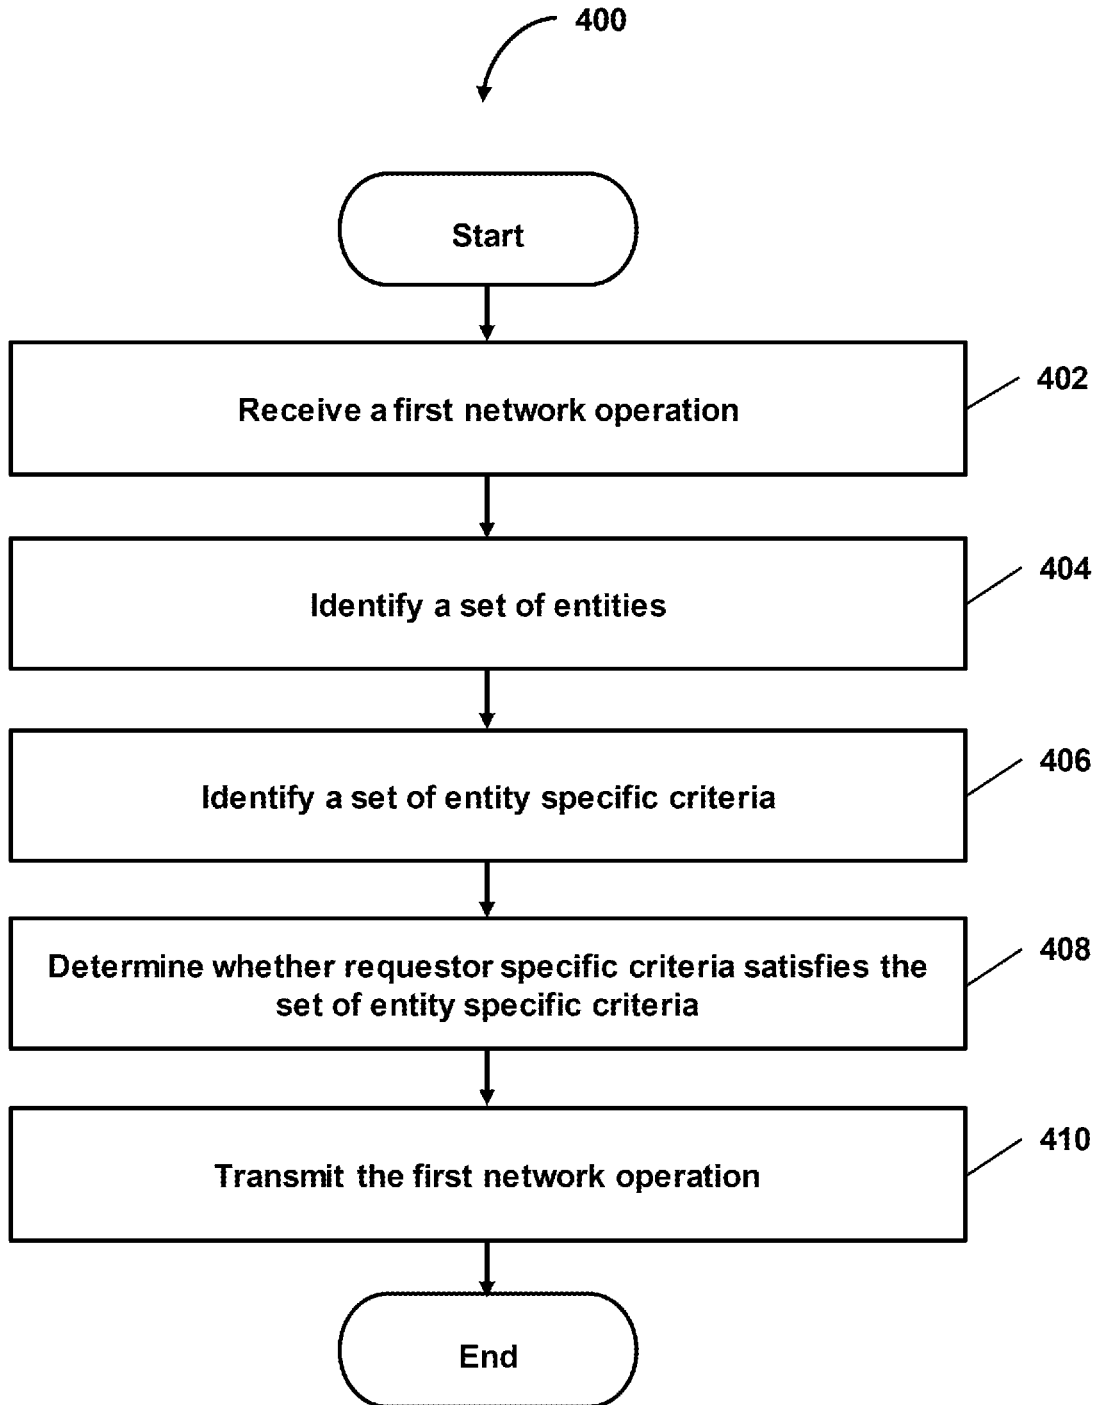 400
Start
Receive a first network operation
402
Identify a set of entities
404
Identify a set of entity specific criteria
406
Determine whether requestor specific criteria satisfies the
set of entity specific criteria
408
Transmit the first network operation
410
End